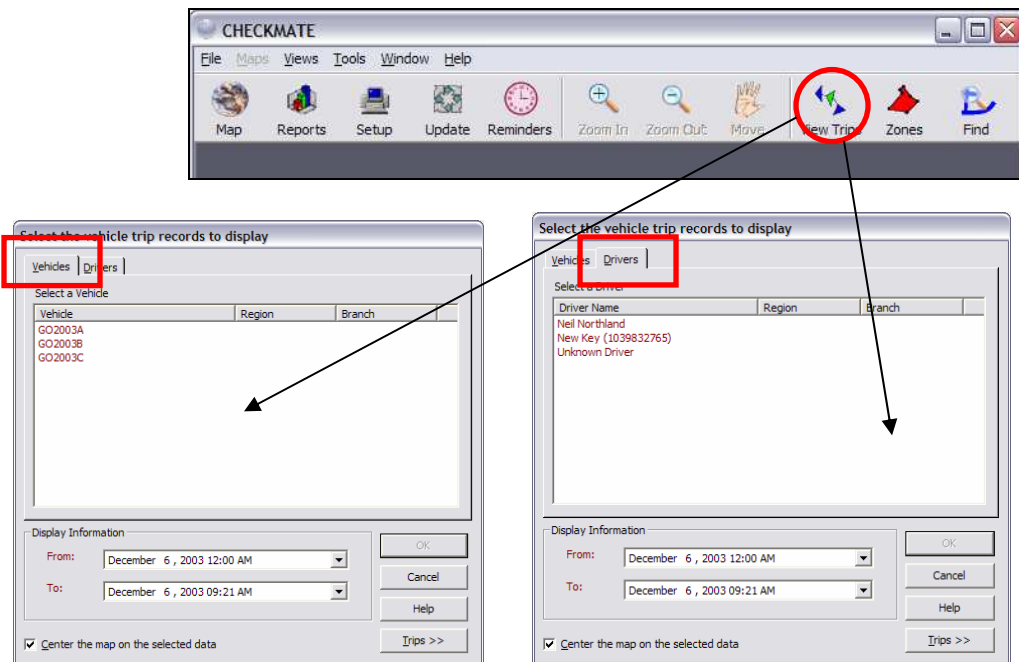 CHECKMATE
File Maps Views Tools Window Help
Map Reports Setup Update Reminders Zoom In Zoom Out Move View Trips Zones Find
Select the vehicle trip records to display
Vehicles Drivers
Select a Vehicle
Vehicle Region Branch
GO2003A
GO2003B
GO2003C
Display Information
From: December 6 , 2003 12:00 AM
To: December 6 , 2003 09:21 AM
OK
Cancel
Help
Center the map on the selected data
Trips >>
Select the vehicle trip records to display
Vehicles Drivers
Select a Driver
Driver Name Region Branch
Neil Northland
New Key (1039832765)
Unknown Driver
Display Information
From: December 6 , 2003 12:00 AM
To: December 6 , 2003 09:21 AM
OK
Cancel
Help
Center the map on the selected data
Trips >>